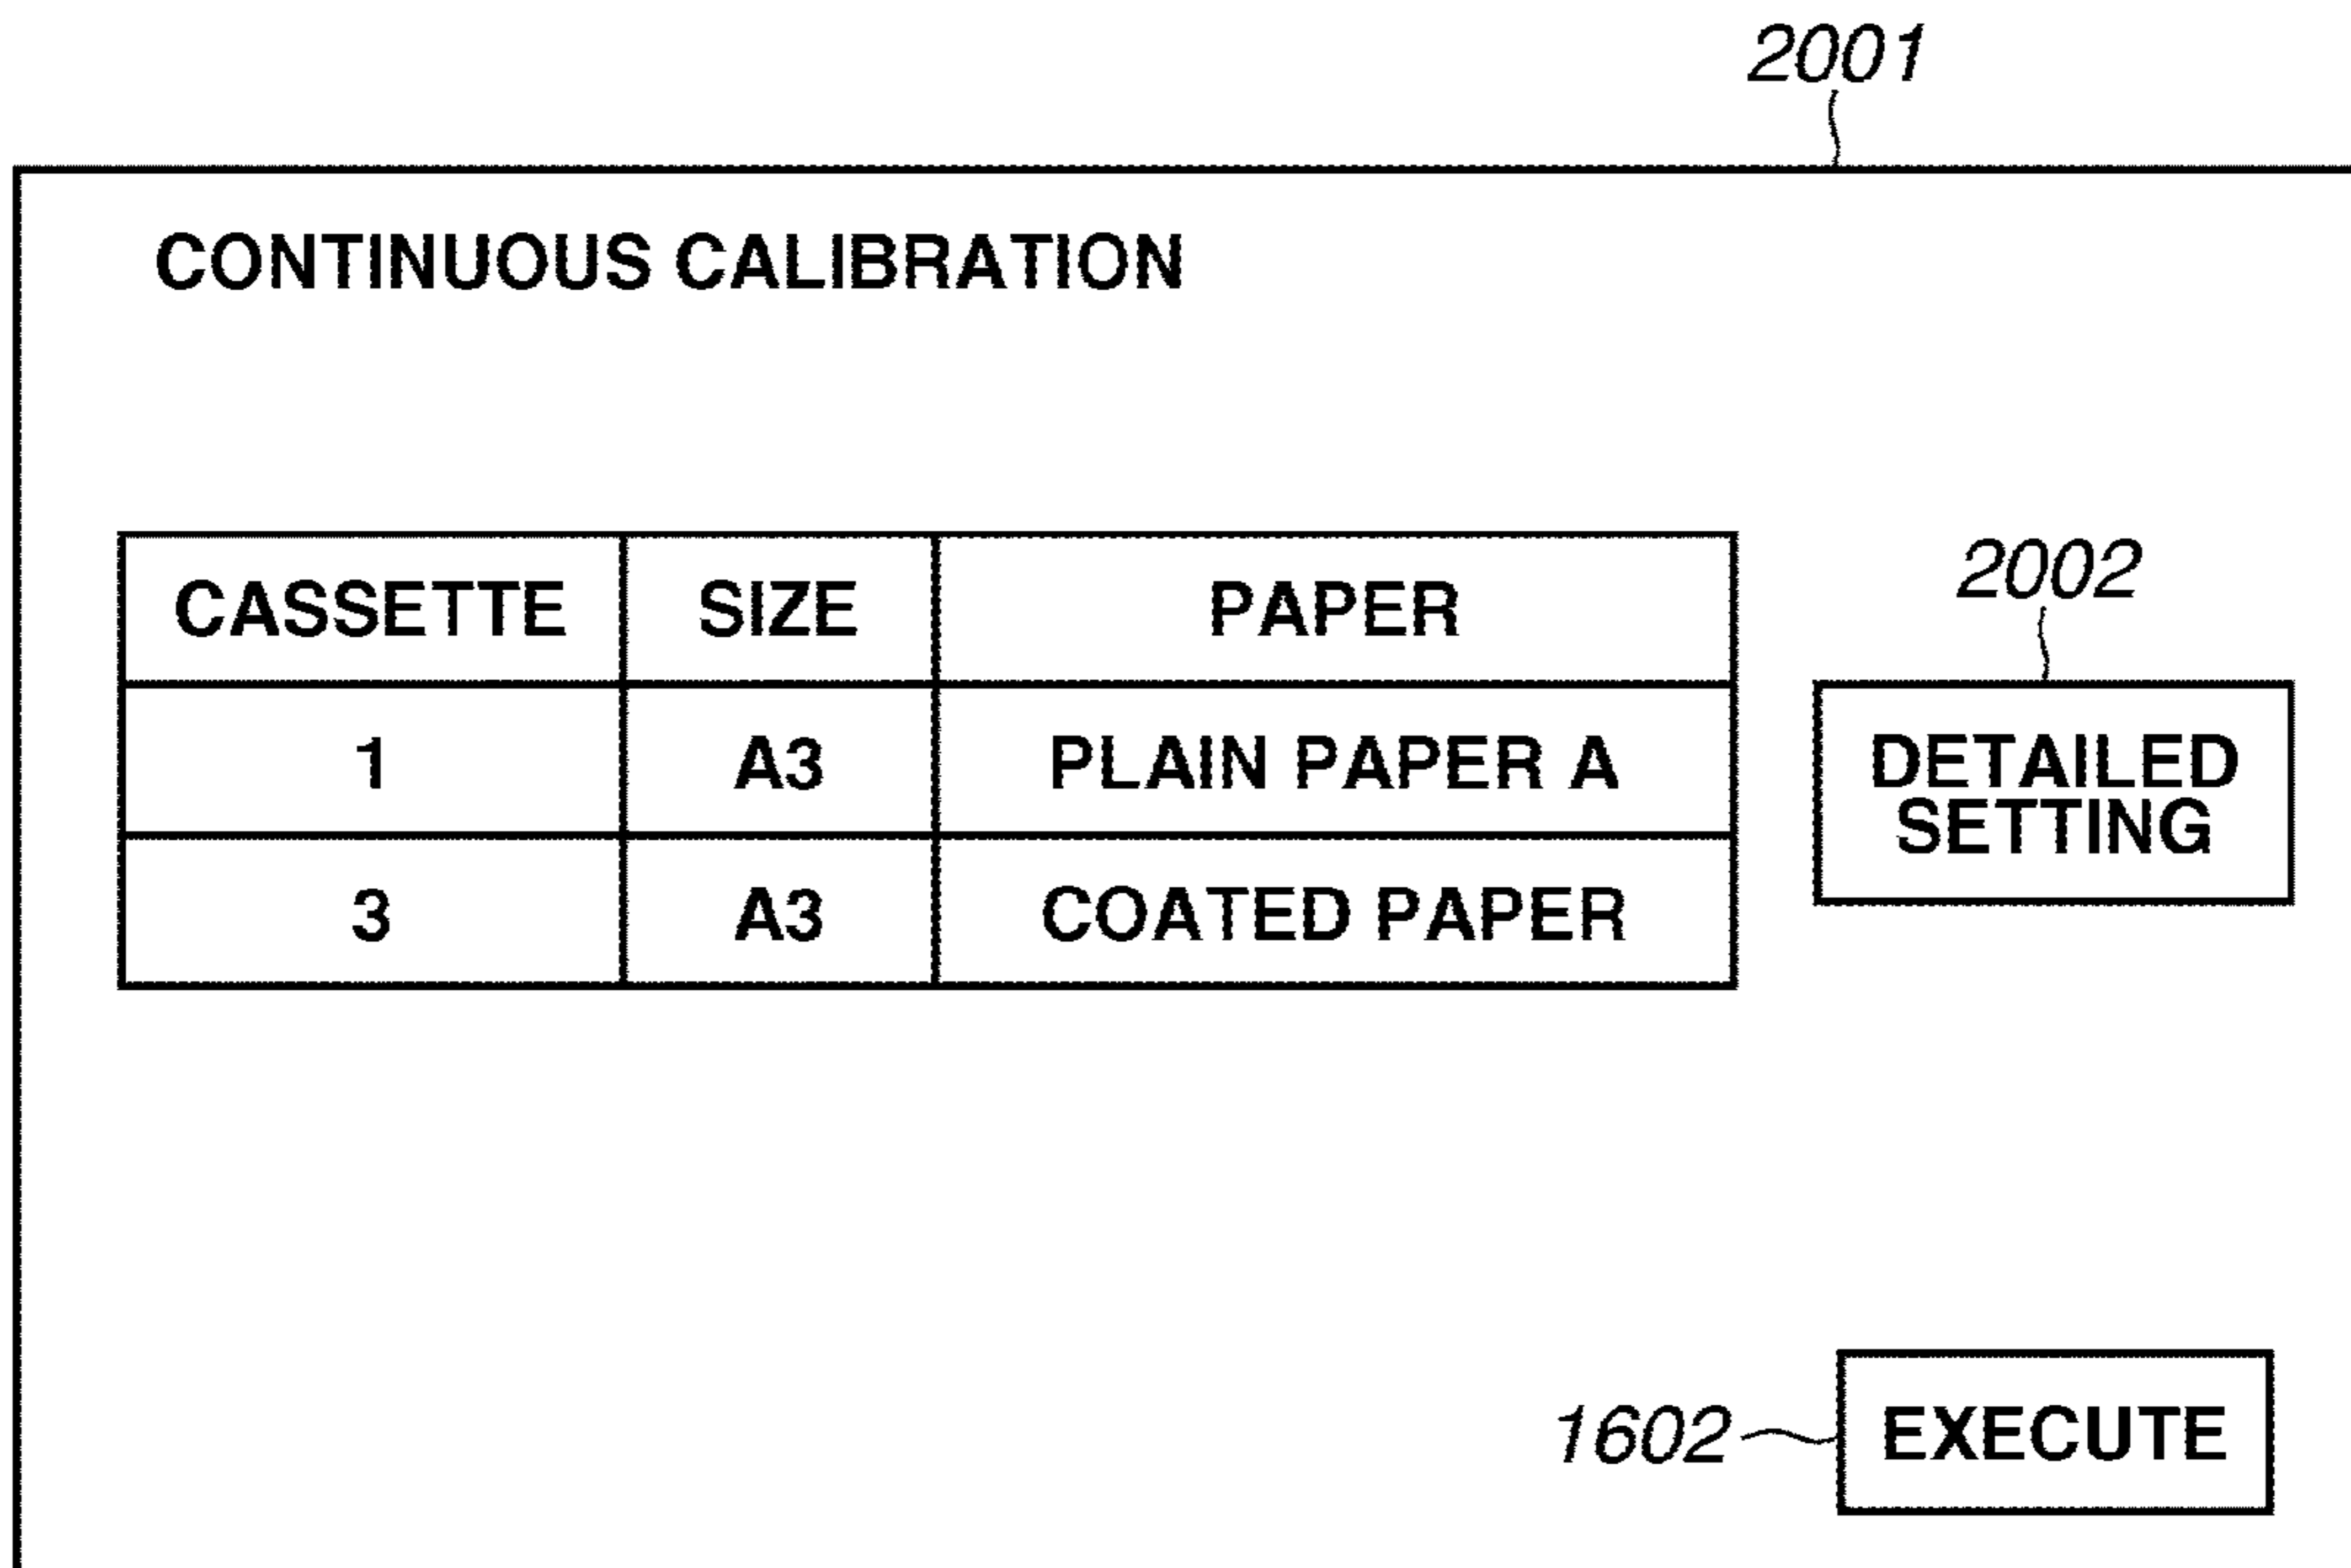 2001
CONTINUOUS CALIBRATION
CASSETTE SIZE PAPER
2002
1 A3 PLAIN PAPER A
DETAILED
SETTING
3 A3 COATED PAPER
1602 EXECUTE